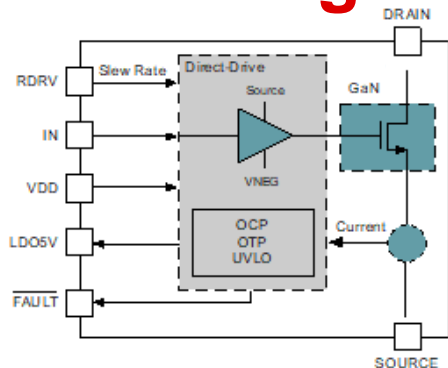 DRAIN
Slew Rate
Direct-Drive
RDRV
GaN
Source
IN
VNEG
VDD
OCP
OTP
UVLO
Current
LDO5V
FAULT
SOURCE